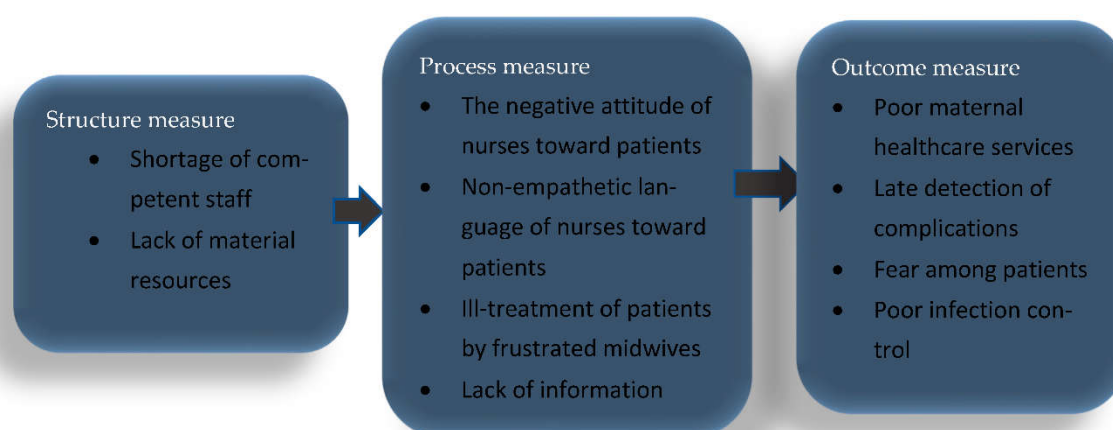 Structure measure
• Shortage of com-
petent staff
• Lack of material
resources
Process measure
• The negative attitude of
nurses toward patients
• Non-empathetic lan-
guage of nurses toward
patients
• Ill-treatment of patients
by frustrated midwives
• Lack of information
Outcome measure
• Poor maternal
healthcare services
• Late detection of
complications
• Fear among patients
• Poor infection con-
trol